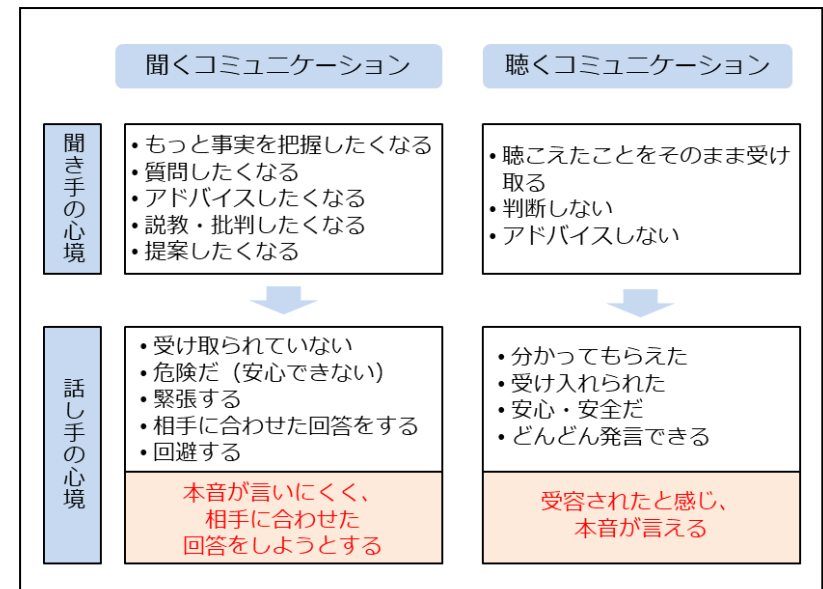 聞くコミュニケーション
聴くコミュニケーション
聞き手の心境
• もっと事実を把握したくなる
• 質問したくなる
• アドバイスしたくなる
• 説教・批判したくなる
• 提案したくなる
• 聴こえたことをそのまま受け
取る
• 判断しない
• アドバイスしない
話し手の心境
• 受け取られていない
• 危険だ（安心できない）
• 緊張する
• 相手に合わせた回答をする
• 回避する
本音が言いにくく、
相手に合わせた
回答をしようとする
• 分かってもらえた
• 受け入れられた
• 安心・安全だ
• どんどん発言できる
受容されたと感じ、
本音が言える